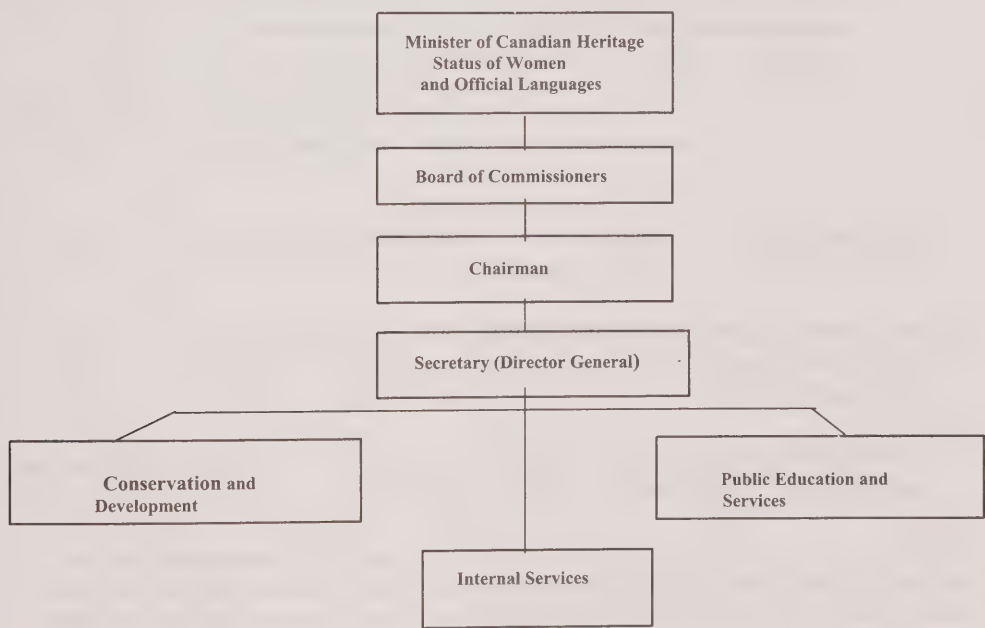 Minister of Canadian Heritage
Status of Women
and Official Languages
Board of Commissioners
Chairman
Secretary (Director General)
Conservation and
Development
Public Education and
Services
Internal Services